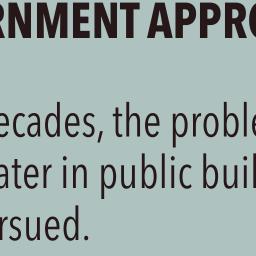 RNMENT APPRO
ecades, the proble
ater in public buil
rsued.